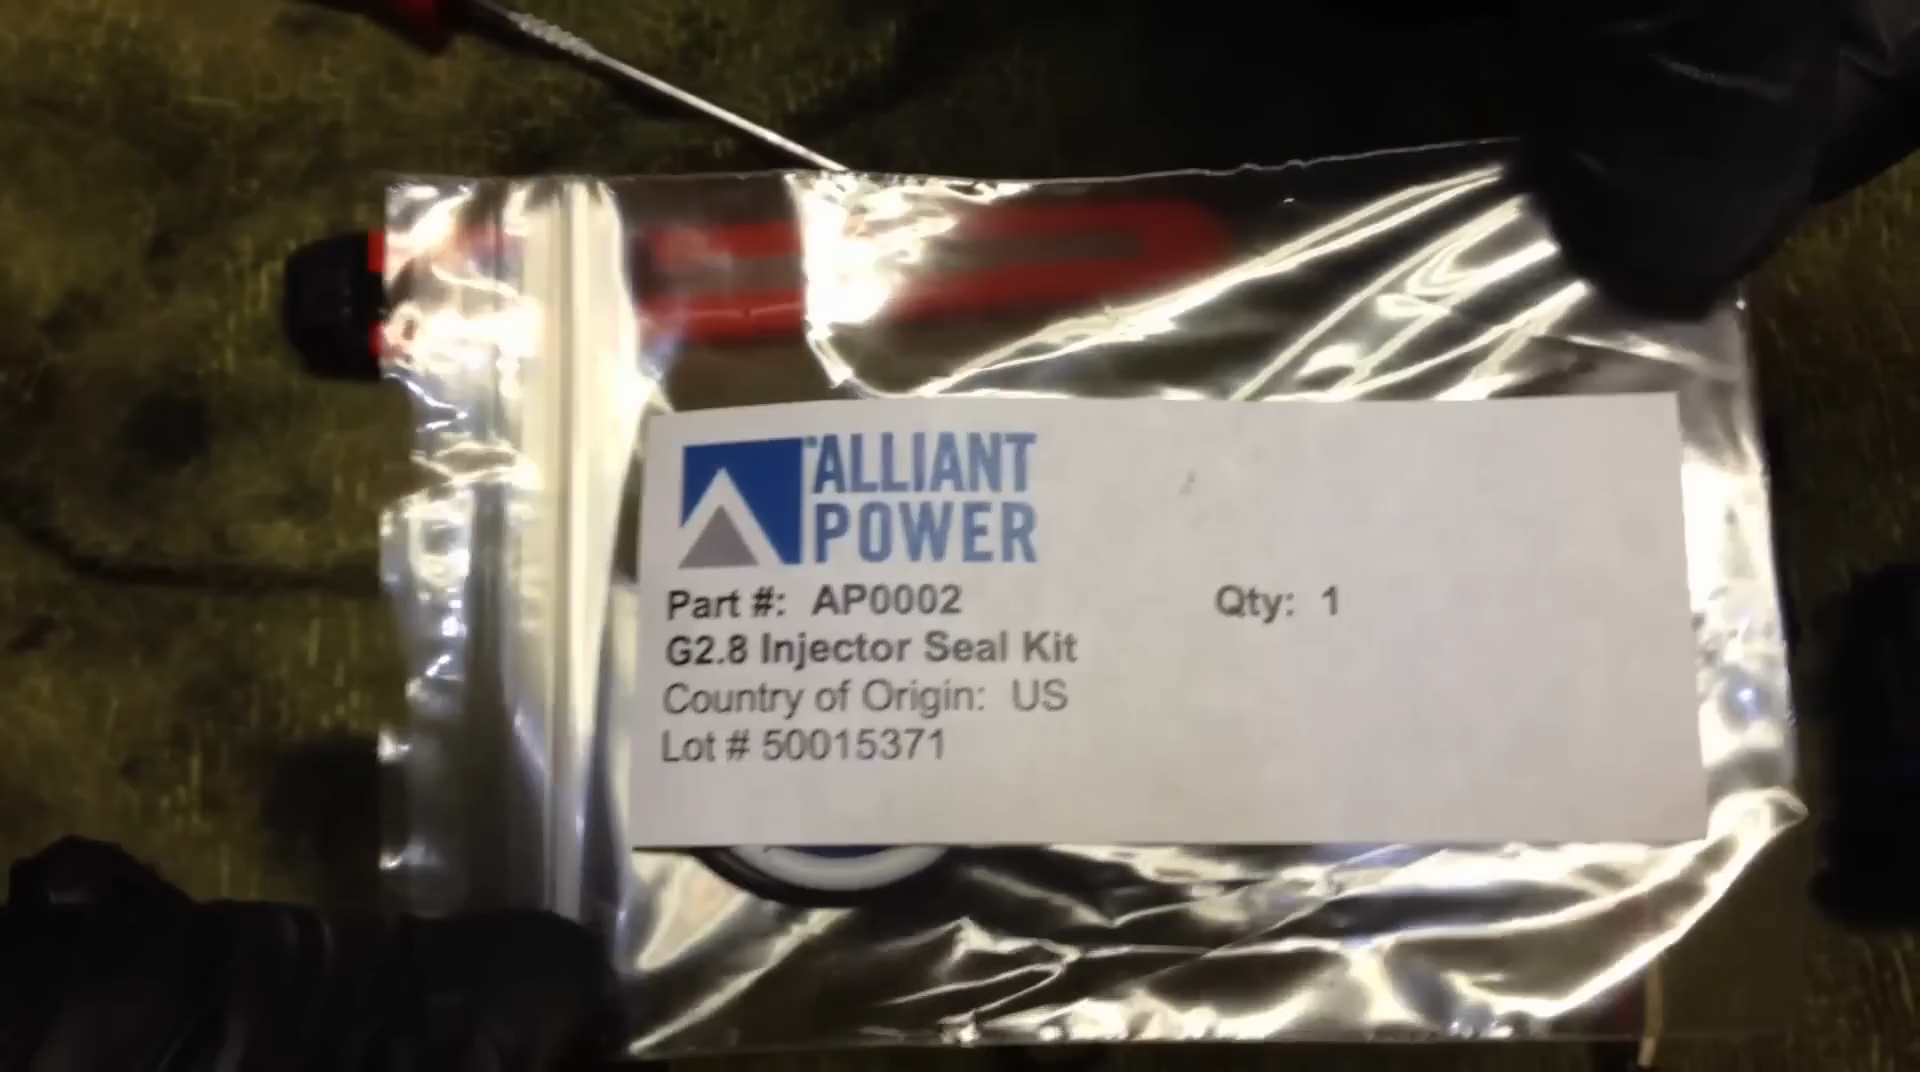 ALLIANT
POWER
Part #: AP0002 Qty: 1
G2.8 Injector Seal Kit
Country of Origin: US
Lot # 50015371